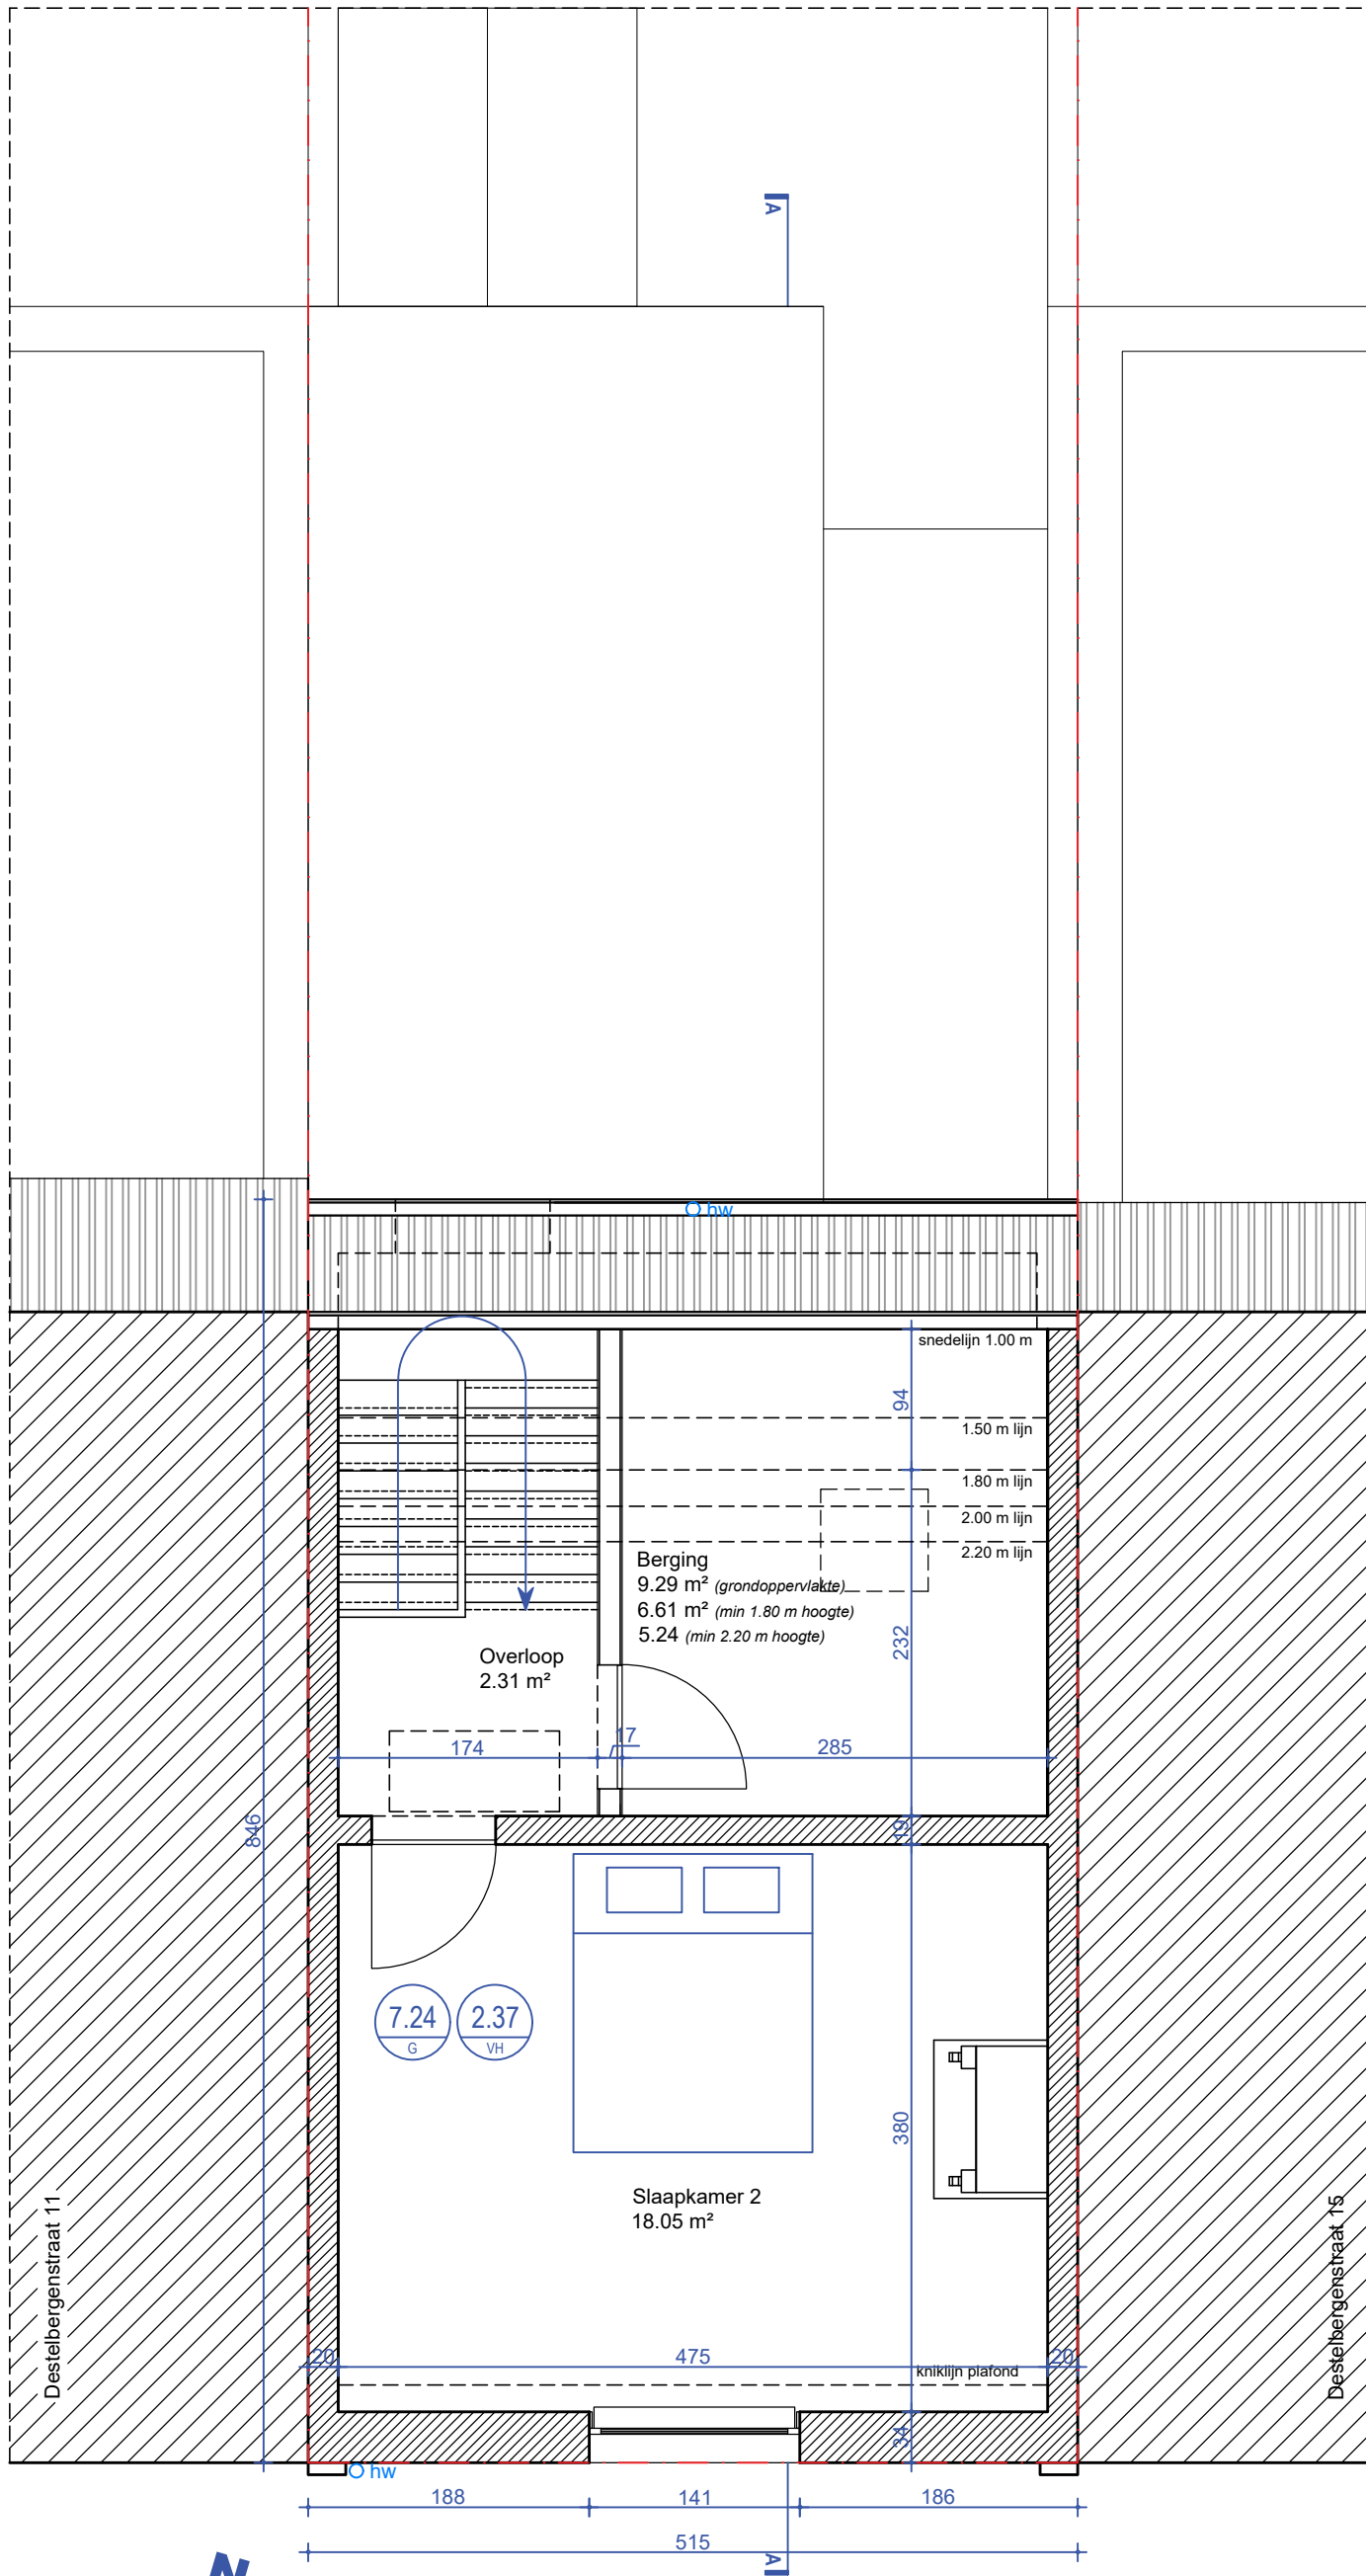 A
hw
snedelijn 1.00 m
94
1.50 m lijn
1.80 m lijn
2.00 m lijn
2.20 m lijn
Berging
9.29 m² (grondoppervlakte)
6.61 m² (min 1.80 m hoogte)
5.24 (min 2.20 m hoogte)
232
Overloop
2.31 m²
174
17
285
846
19
7.24
G
2.37
VH
380
Slaapkamer 2
18.05 m²
Destelbergenstraat 11
Destelbergenstraat 15
20
475
20
kniklijn plafond
34
hw
188
141
186
515
A
N